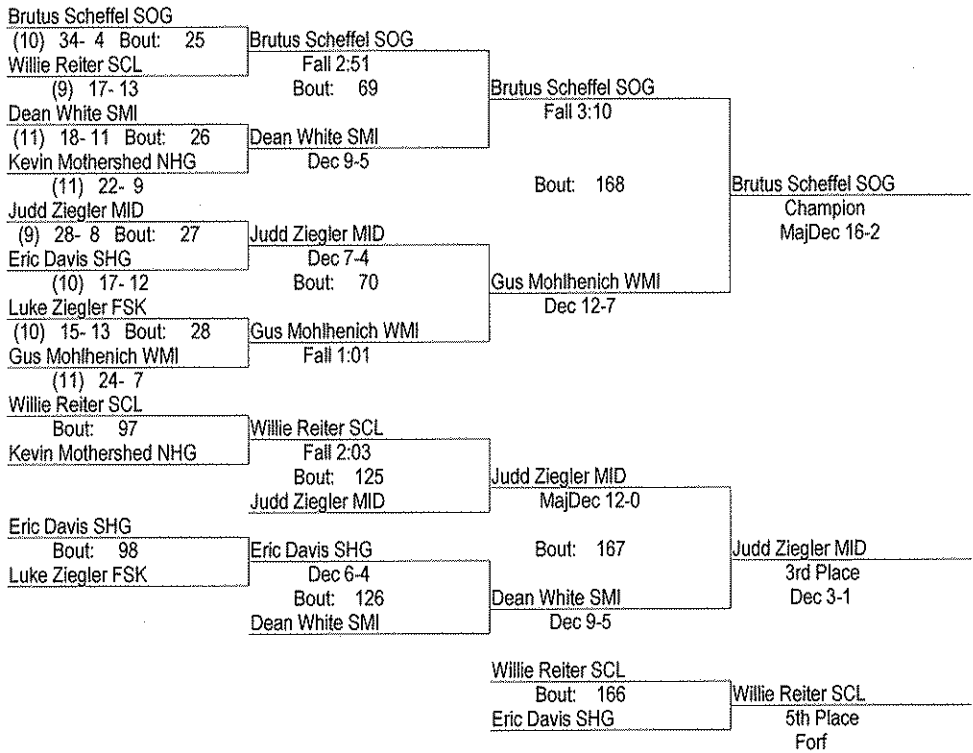 Brutus Scheffel SOG
(10) 34- 4 Bout: 25
Willie Reiter SCL
(9) 17- 13
Dean White SMI
(11) 18- 11 Bout: 26
Kevin Mothershed NHG
(11) 22- 9
Judd Ziegler MID
(9) 28- 8 Bout: 27
Eric Davis SHG
(10) 17- 12
Luke Ziegler FSK
(10) 15- 13 Bout: 28
Gus Mohlhenich WMI
(11) 24- 7
Brutus Scheffel SOG
Fall 2:51
Bout: 69
Dean White SMI
Dec 9-5
Judd Ziegler MID
Dec 7-4
Bout: 70
Gus Mohlhenich WMI
Fall 1:01
Brutus Scheffel SOG
Fall 3:10
Bout: 168
Gus Mohlhenich WMI
Dec 12-7
Brutus Scheffel SOG
Champion
MajDec 16-2
Willie Reiter SCL
Bout: 97
Kevin Mothershed NHG
Eric Davis SHG
Bout: 98
Luke Ziegler FSK
Willie Reiter SCL
Fall 2:03
Bout: 125
Judd Ziegler MID
Eric Davis SHG
Dec 6-4
Bout: 126
Dean White SMI
Judd Ziegler MID
MajDec 12-0
Bout: 167
Dean White SMI
Dec 9-5
Judd Ziegler MID
3rd Place
Dec 3-1
Willie Reiter SCL
Bout: 166
Eric Davis SHG
Willie Reiter SCL
5th Place
Forf